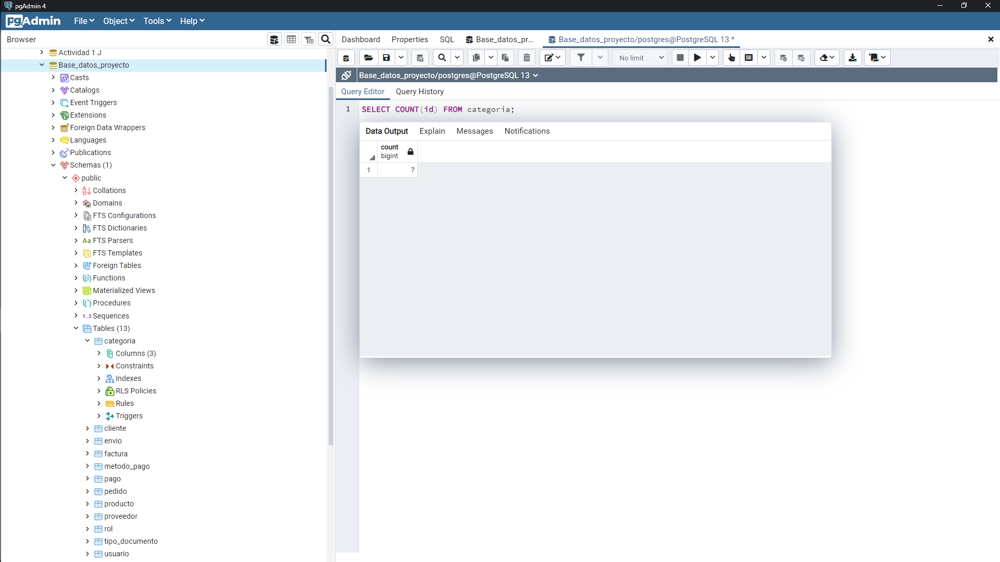 pgAdmin 4
pgAdmin File Object Tools Help
Browser
Dashboard Properties SQL Base_datos_pr... Base_datos_proyecto/postgres@PostgreSQL 13 *
No limit
Base_datos_proyecto/postgres@PostgreSQL 13
Query Editor Query History
1 SELECT COUNT(id) FROM categoria;
Data Output Explain Messages Notifications
count
bigint
1 7
Actividad 1 J
Base_datos_proyecto
Casts
Catalogs
Event Triggers
Extensions
Foreign Data Wrappers
Languages
Publications
Schemas (1)
public
Collations
Domains
FTS Configurations
FTS Dictionaries
Aa FTS Parsers
FTS Templates
Foreign Tables
Functions
Materialized Views
Procedures
1..3 Sequences
Tables (13)
categoria
Columns (3)
Constraints
Indexes
RLS Policies
Rules
Triggers
cliente
envio
factura
metodo_pago
pago
pedido
producto
proveedor
rol
tipo_documento
usuario